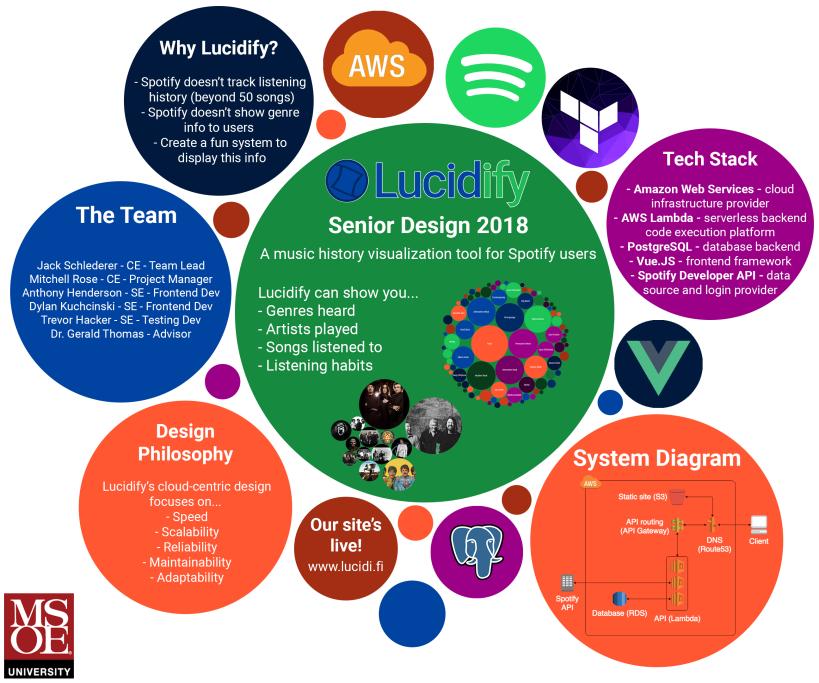 Why Lucidify?
- Spotify doesn't track listening
history (beyond 50 songs)
- Spotify doesn't show genre
info to users
- Create a fun system to
display this info
AWS
Tech Stack
- Amazon Web Services - cloud
infrastructure provider
- AWS Lambda - serverless backend
code execution platform
- PostgreSQL - database backend
- Vue.JS - frontend framework
- Spotify Developer API - data
source and login provider
The Team
Jack Schlederer - CE - Team Lead
Mitchell Rose - CE - Project Manager
Anthony Henderson - SE - Frontend Dev
Dylan Kuchcinski - SE - Frontend Dev
Trevor Hacker - SE - Testing Dev
Dr. Gerald Thomas - Advisor
Lucidify
Senior Design 2018
A music history visualization tool for Spotify users
Lucidify can show you...
- Genres heard
- Artists played
- Songs listened to
- Listening habits
Design
Philosophy
Lucidify's cloud-centric design
focuses on...
- Speed
- Scalability
- Reliability
- Maintainability
- Adaptability
Our site's
live!
www.lucidi.fi
System Diagram
AWS
Static site (S3)
API routing
(API Gateway)
DNS
(Route53)
Client
Spotify
API
Database (RDS)
API (Lambda)
MS
OE
UNIVERSITY